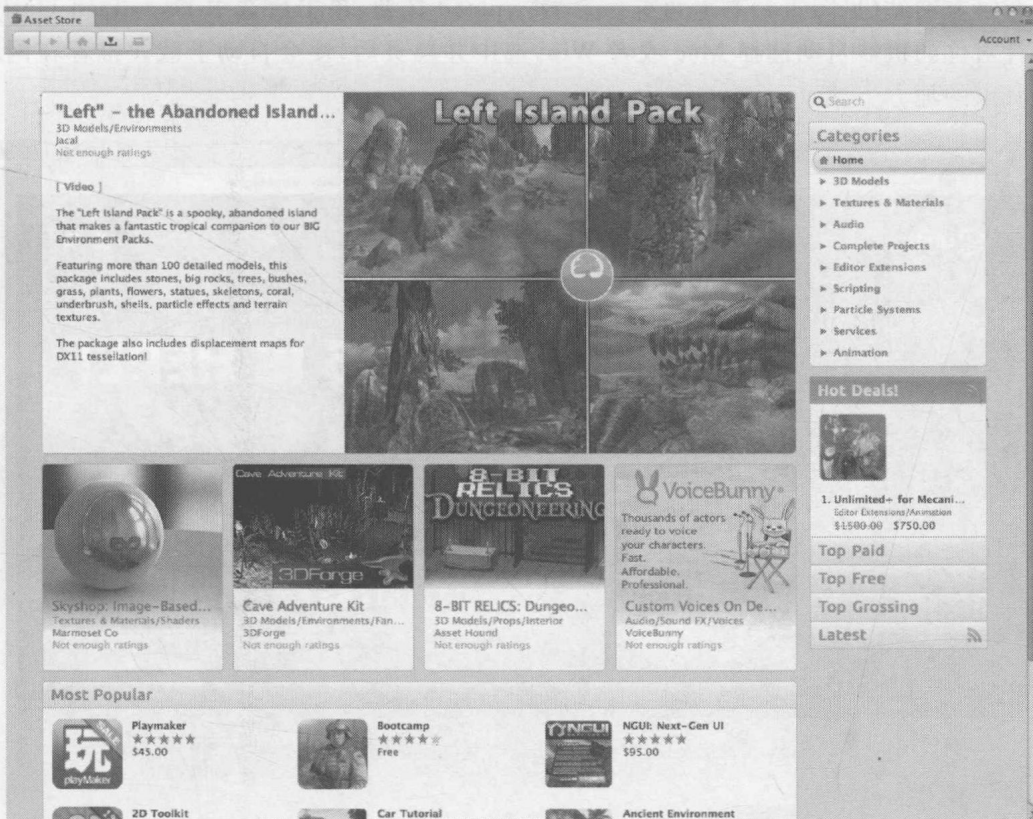 Asset Store
Account
"Left" - the Abandoned Island...
3D Models/Environments
Jacal
Not enough ratings
[ Video ]
The "Left Island Pack" is a spooky, abandoned island
that makes a fantastic tropical companion to our BIG
Environment Packs.
Featuring more than 100 detailed models, this
package includes stones, big rocks, trees, bushes,
grass, plants, flowers, statues, skeletons, coral,
underbrush, shells, particle effects and terrain
textures.
The package also includes displacement maps for
DX11 tessellation!
Left Island Pack
Search
Categories
Home
3D Models
Textures & Materials
Audio
Complete Projects
Editor Extensions
Scripting
Particle Systems
Services
Animation
Hot Deals!
1. Unlimited+ for Mecani...
Editor Extensions/Animation
$1500.00 $750.00
Top Paid
Top Free
Top Grossing
Latest
Skyshop: Image-Based...
Textures & Materials/Shaders
Marmoset Co
Not enough ratings
Cave Adventure Kit
3DForge
Cave Adventure Kit
3D Models/Environments/Fan...
3DForge
Not enough ratings
8-BIT
RELICS
DUNGEONEERING
8-BIT RELICS: Dungeo...
3D Models/Props/Interior
Asset Hound
Not enough ratings
VoiceBunny
Thousands of actors
ready to voice
your characters.
Fast.
Affordable.
Professional.
Custom Voices On De...
Audio/Sound FX/Voices
VoiceBunny
Not enough ratings
Most Popular
SALE
玩
playMaker
Playmaker
$45.00
Bootcamp
Free
NGUI
NGUI: Next-Gen UI
$95.00
2D Toolkit
Car Tutorial
Ancient Environment